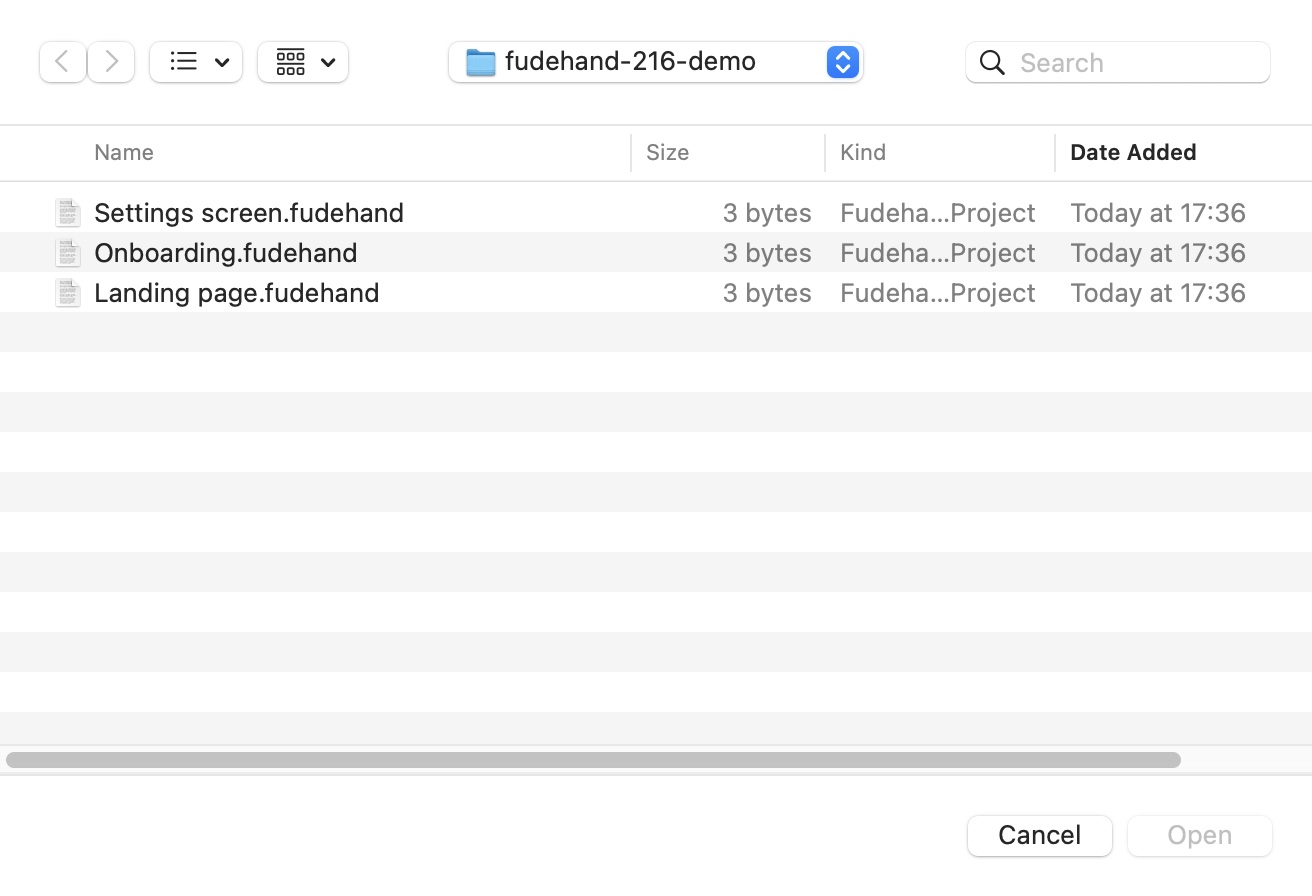 fudehand-216-demo
Search
Name Size Kind Date Added
Settings screen.fudehand 3 bytes Fudeha...Project Today at 17:36
Onboarding.fudehand 3 bytes Fudeha...Project Today at 17:36
Landing page.fudehand 3 bytes Fudeha...Project Today at 17:36
Cancel Open